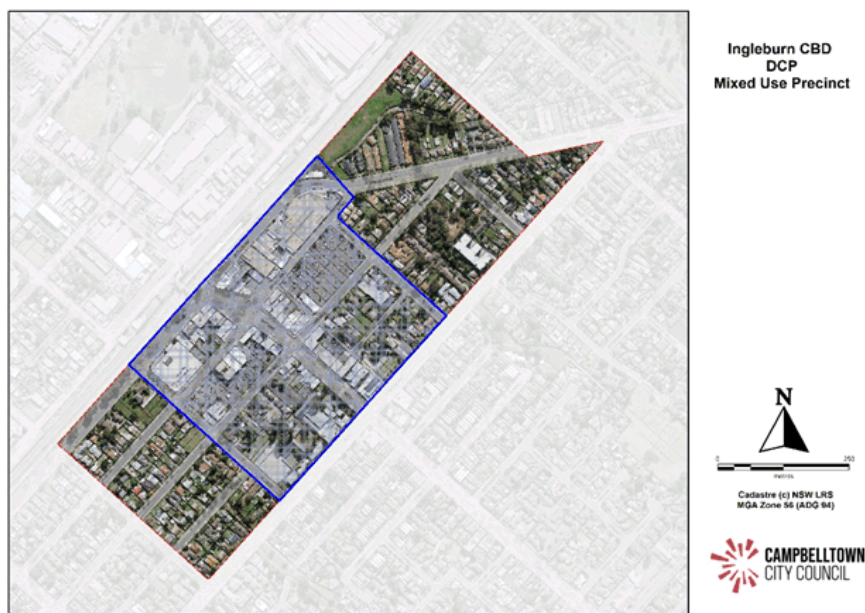 Ingleburn CBD
DCP
Mixed Use Precinct
N
0
250
metres
Cadastre (c) NSW LRS
MGA Zone 56 (ADG 94)
CAMPBELLTOWN
CITY COUNCIL